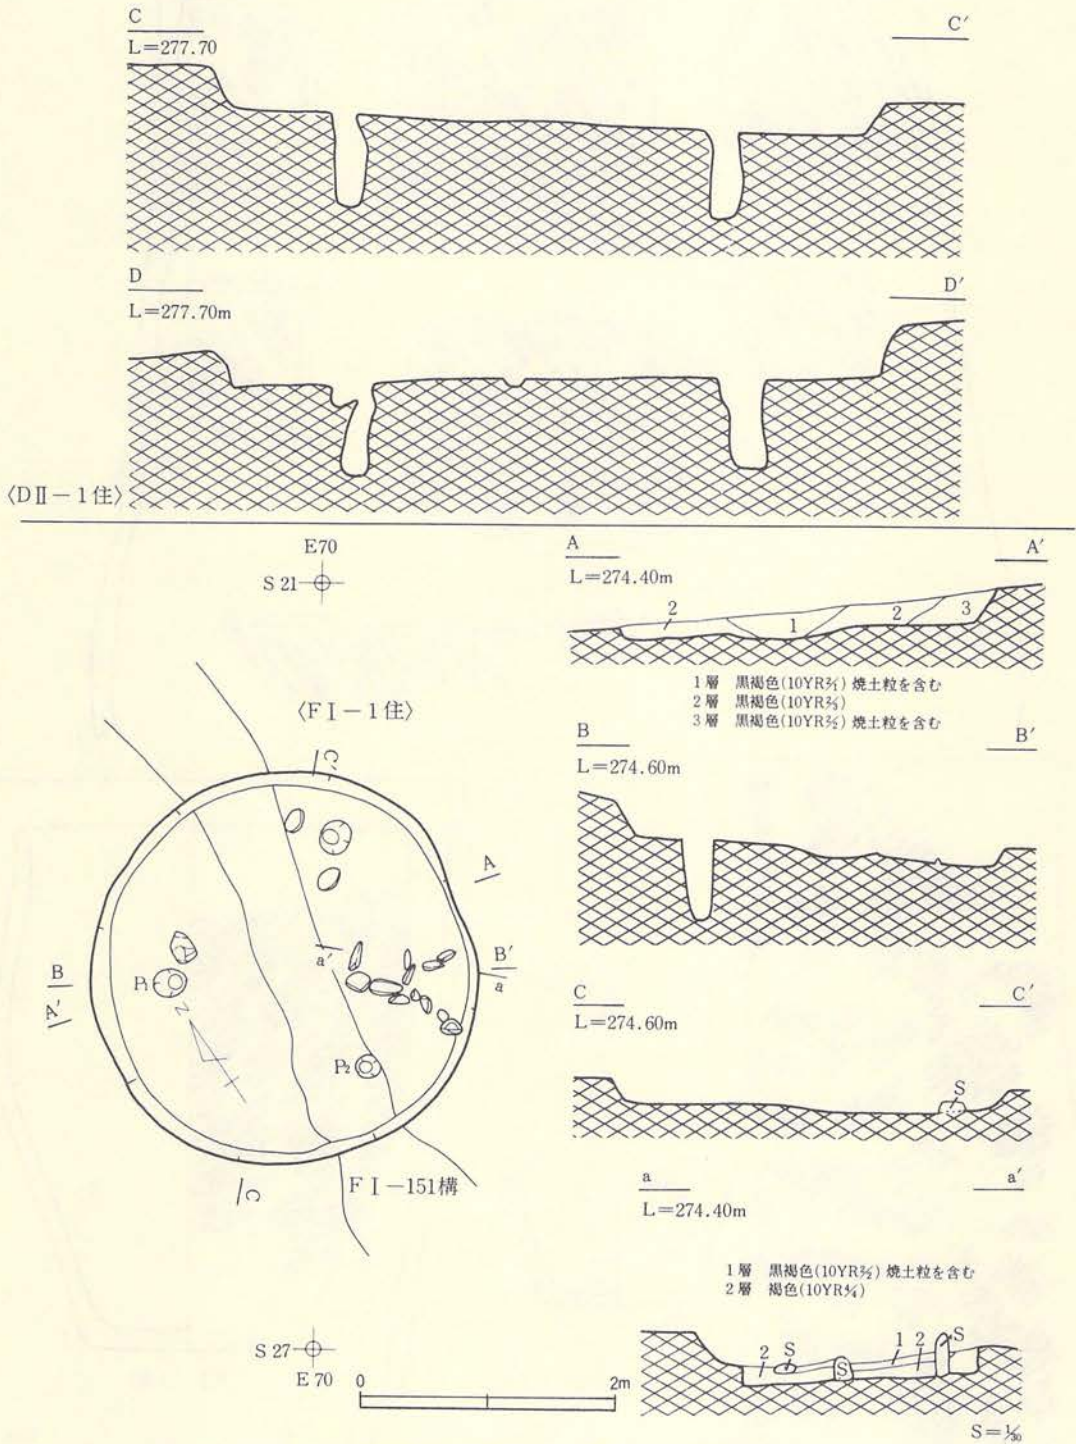 C C′
L=277.70
D D′
L=277.70m
〈DⅡ-1住〉
E70
S 21
A A′
L=274.40m
2 1 2 3
1層 黒褐色(10YR⅔) 焼土粒を含む
2層 黒褐色(10YR⅔)
3層 黒褐色(10YR3/2) 焼土粒を含む
〈FⅠ-1住〉
B B′
L=274.60m
C′
A
a′
B
B′
P1
a
A′
N
P2
C
FⅠ-151構
C C′
L=274.60m
S
a a′
L=274.40m
1層 黒褐色(10YR3/2) 焼土粒を含む
2層 褐色(10YR4/4)
S 27
E 70
0 2m
2 S S 1 2 S
S=1/30